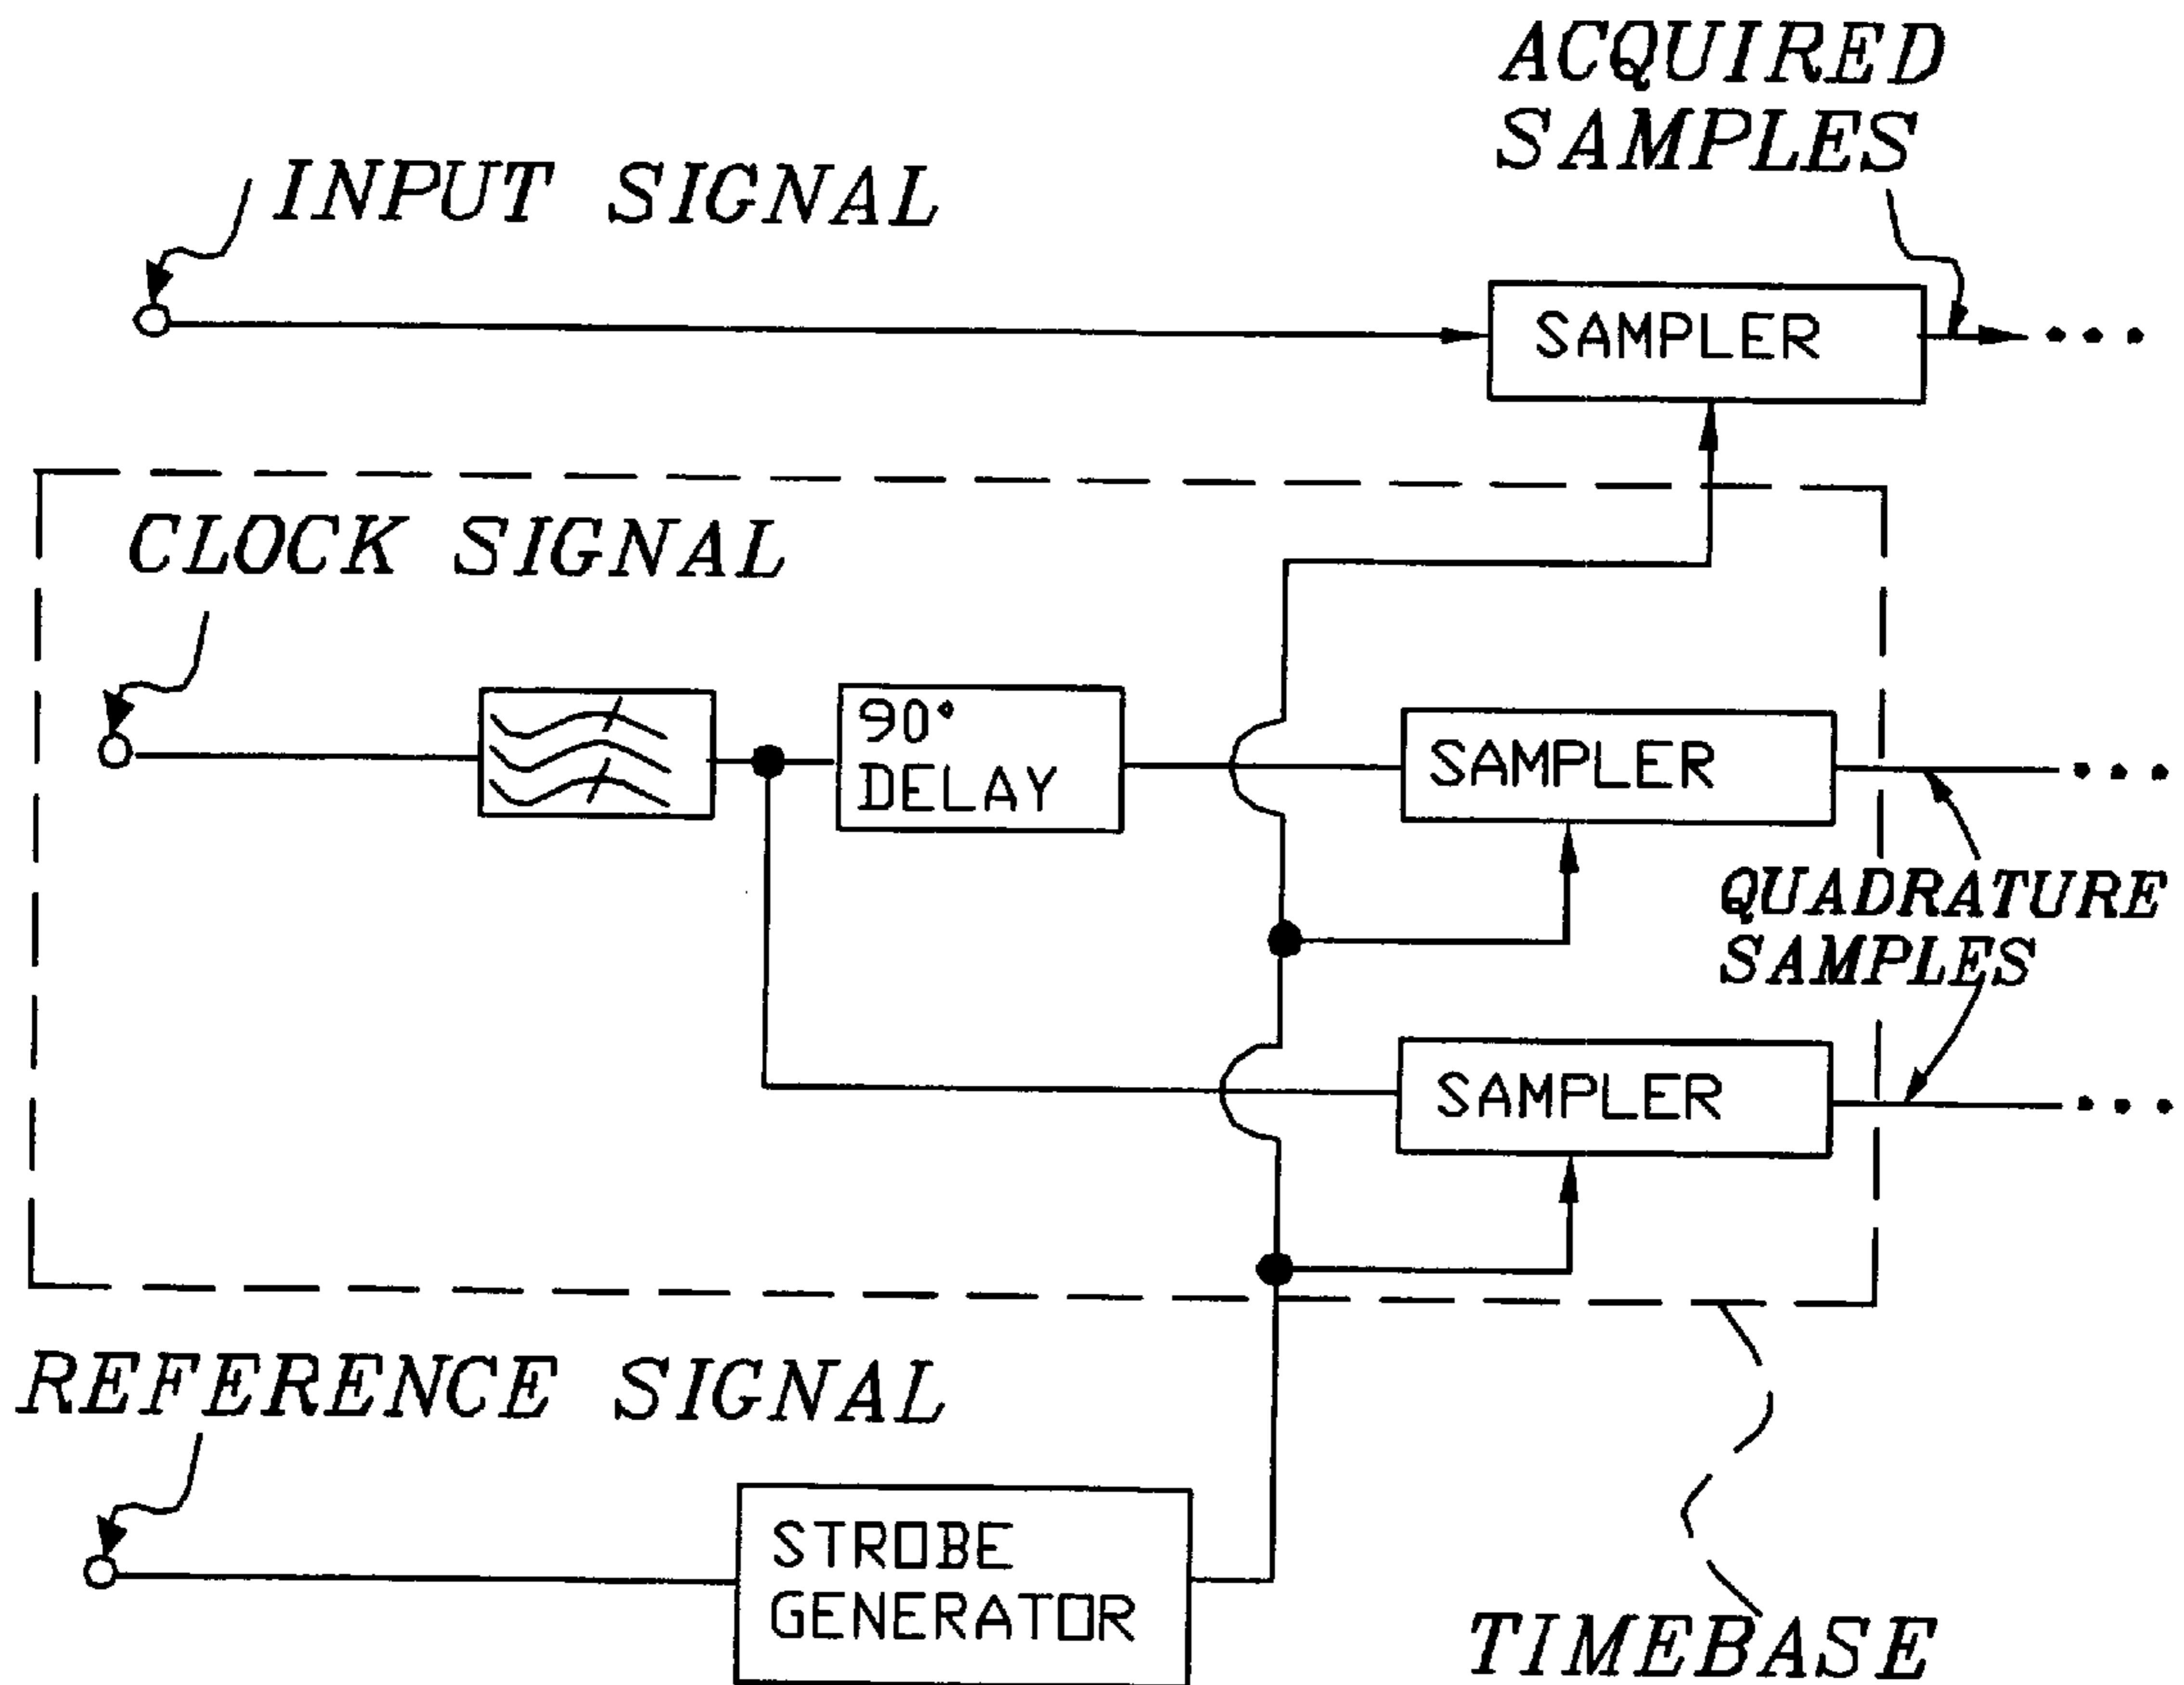 ACQUIRED
SAMPLES
INPUT SIGNAL
SAMPLER
CLOCK SIGNAL
90°
DELAY
SAMPLER
QUADRATURE
SAMPLES
SAMPLER
REFERENCE SIGNAL
STROBE
GENERATOR
TIMEBASE